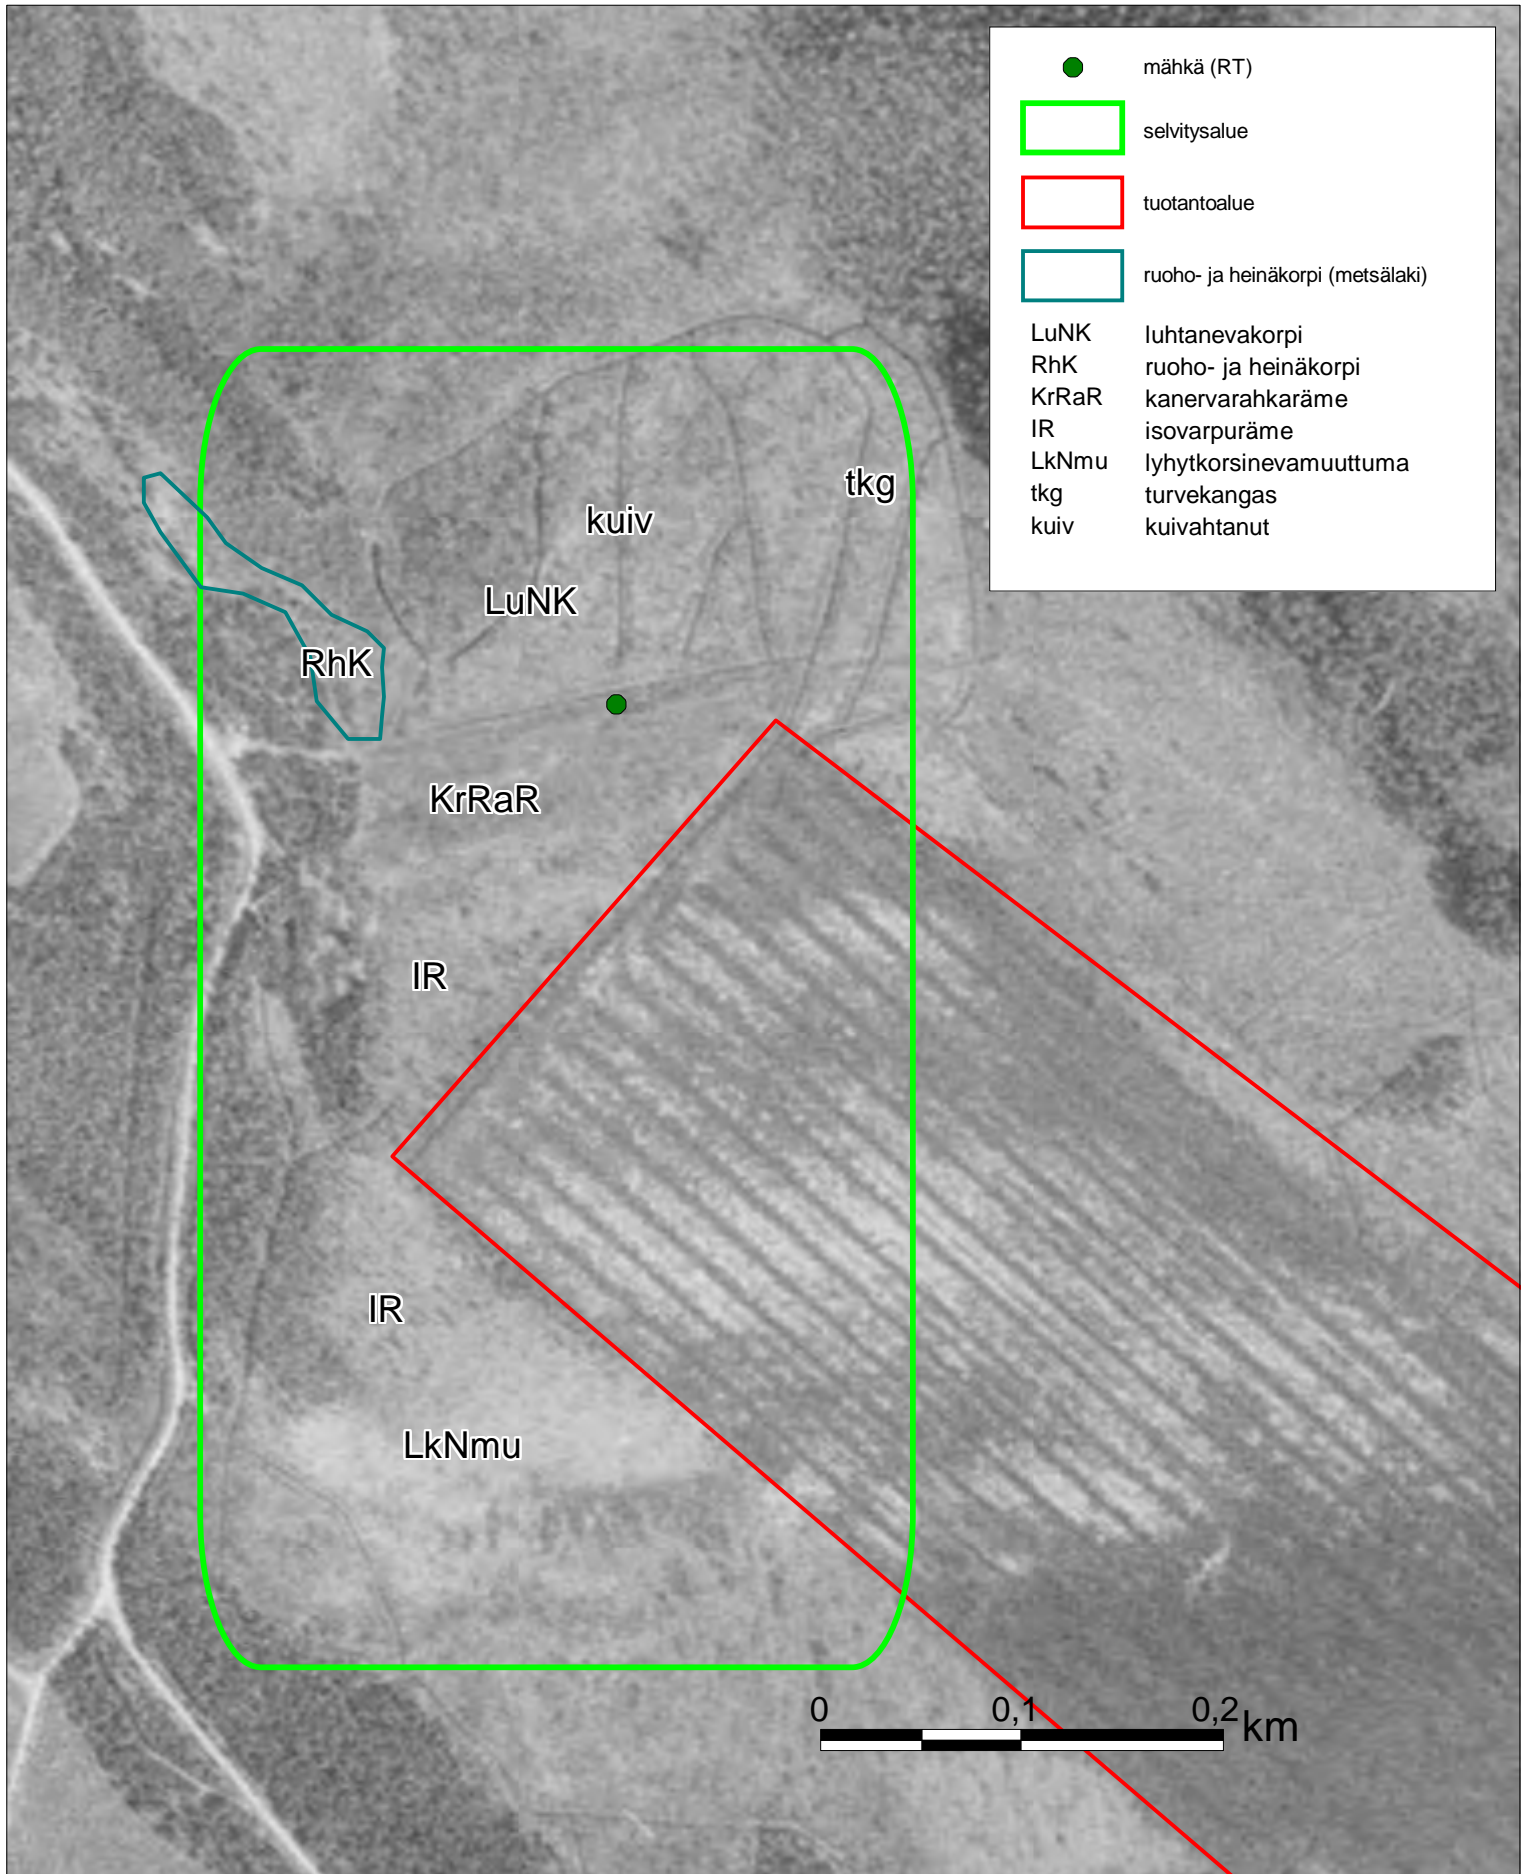 mähkä (RT)
selvitysalue
tuotantoalue
ruoho- ja heinäkorpi (metsälaki)
LuNK luhtanevakorpi
RhK ruoho- ja heinäkorpi
KrRaR kanervarahkaräme
IR isovarpuräme
LkNmu lyhytkorsinevamuuttuma
tkg turvekangas
kuiv kuivahtanut
tkg
kuiv
LuNK
RhK
KrRaR
IR
IR
LkNmu
0 0,1 0,2 km